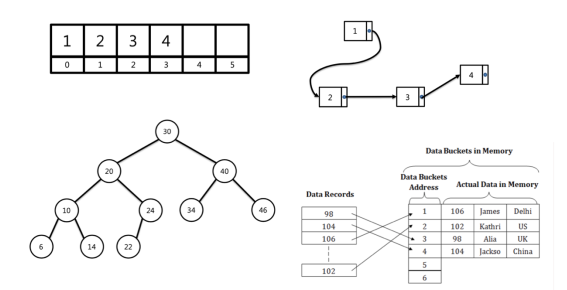 1 2 3 4
0 1 2 3 4 5
1
2 3 4
30
20 40
10 24 34 46
6 14 22
Data Buckets in Memory
Data Buckets
Address
Actual Data in Memory
Data Records
98
104
106
102
1 106 James Delhi
2 102 Kathri US
3 98 Alia UK
4 104 Jackso China
5
6